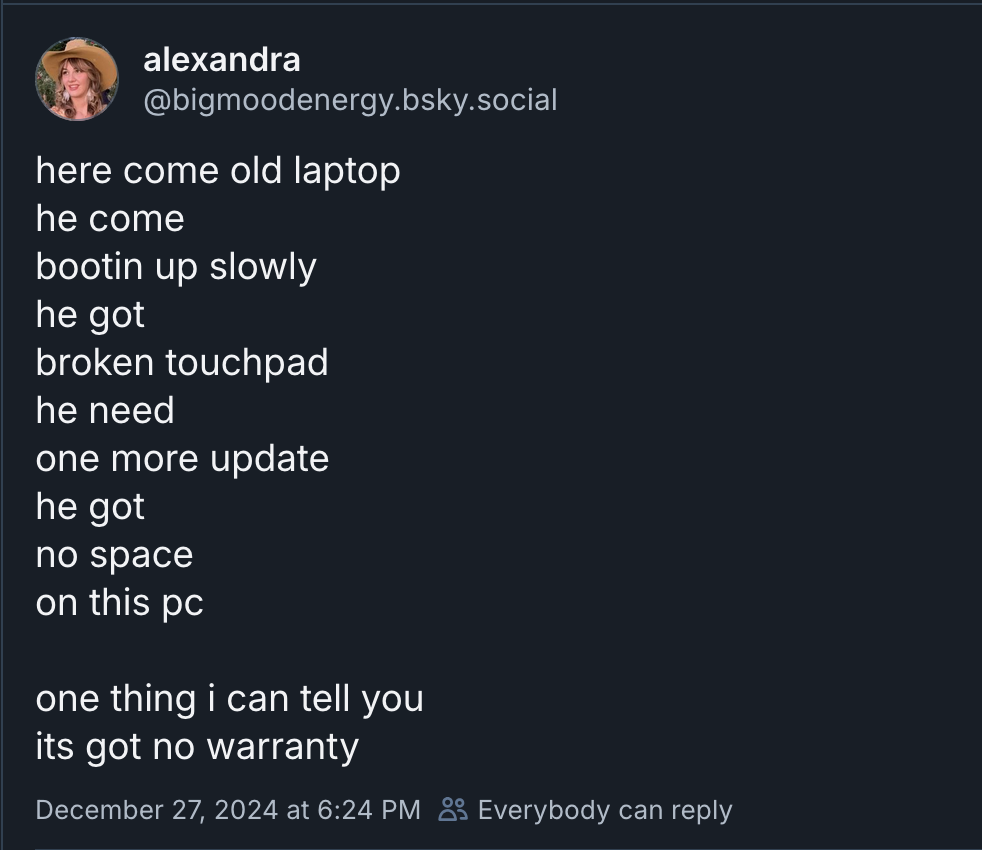 alexandra
@bigmoodenergy.bsky.social
here come old laptop
he come
bootin up slowly
he got
broken touchpad
he need
one more update
he got
no space
on this pc
one thing i can tell you
its got no warranty
December 27, 2024 at 6:24 PM Everybody can reply